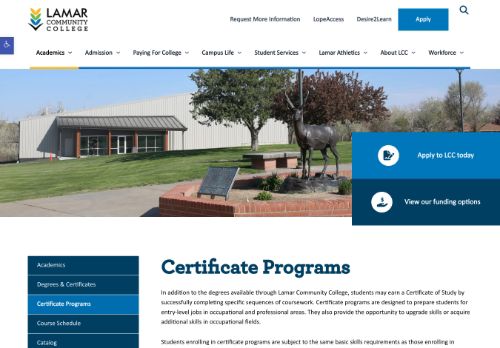 LAMAR
COMMUNITY
COLLEGE
Request More Information LopeAccess Desire2Learn Apply
Academics Admission Paying For College Campus Life Student Services Lamar Athletics About LCC Workforce
Apply to LCC today
View our funding options
Academics
Degrees & Certificates
Certificate Programs
Course Schedule
Catalog
Certificate Programs
In addition to the degrees available through Lamar Community College, students may earn a Certificate of Study by
successfully completing specific sequences of coursework. Certificate programs are designed to prepare students for
entry-level jobs in occupational and professional areas. They also provide the opportunity to upgrade skills or acquire
additional skills in occupational fields.
Students enrolling in certificate programs are subject to the same basic skills requirements as those enrolling in